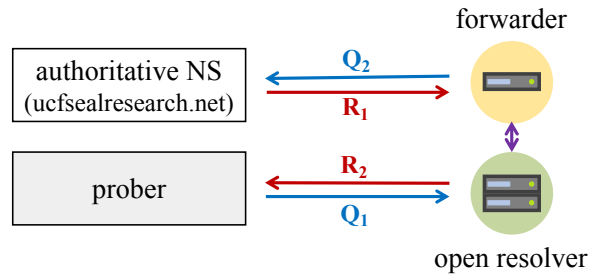 forwarder
authoritative NS
(ucfsealresearch.net)
Q₂
R₁
prober
R₂
Q₁
open resolver